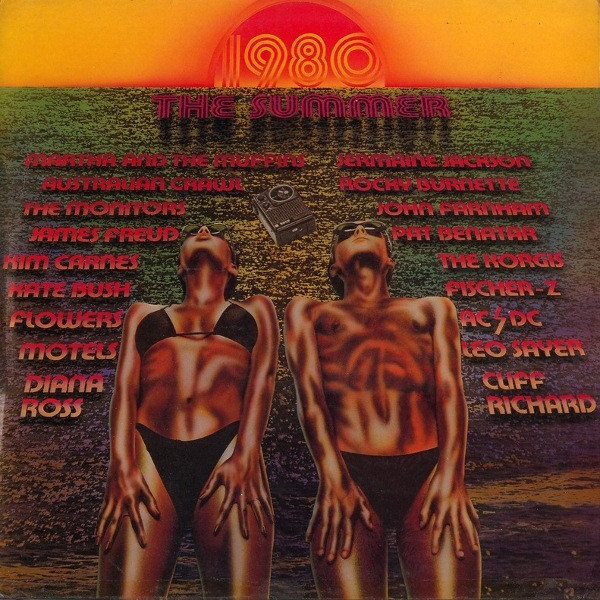 1980
THE SUMMER
MARTHA AND THE MUFFINS
AUSTRALIAN CRAWL
THE MONITORS
JAMES FREUD
KIM CARNES
KATE BUSH
FLOWERS
MOTELS
DIANA
ROSS
JERMAINE JACKSON
ROCKY BURNETTE
JOHN FARNHAM
PAT BENATAR
THE KORGIS
FISCHER-Z
AC⚡DC
LEO SAYER
CLIFF
RICHARD